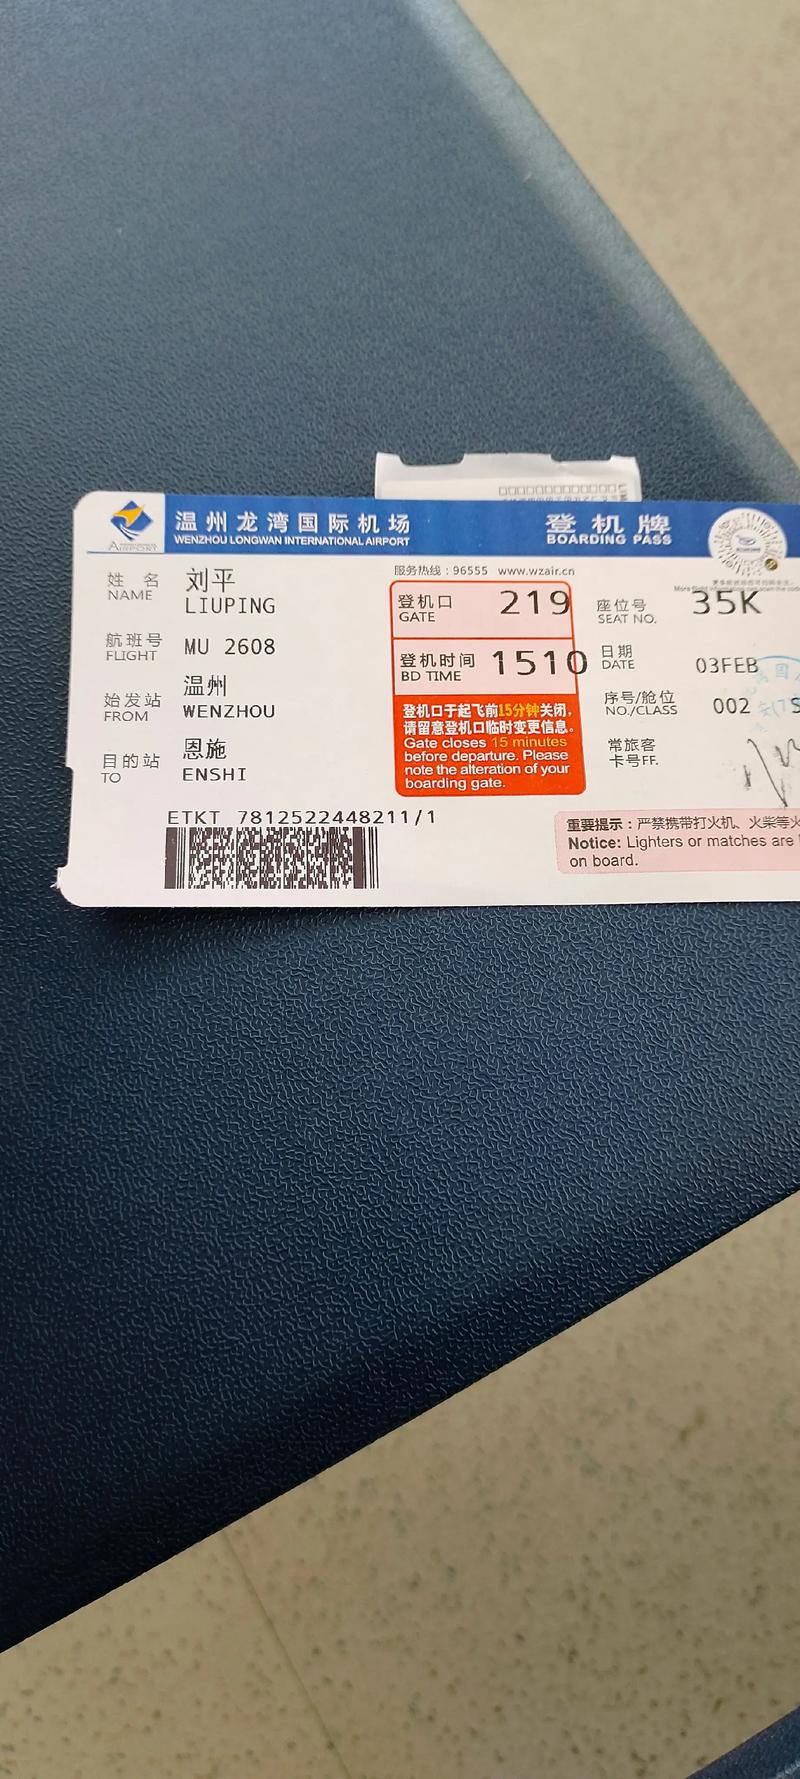 温州龙湾国际机场 登机牌
WENZHOU LONGWAN INTERNATIONAL AIRPORT BOARDING PASS
AIRPORT
服务热线：96555 www.wzair.cn
姓 名 刘平
NAME LIUPING
航班号 MU 2608
FLIGHT
始发站 温州
FROM WENZHOU
目的站 恩施
TO ENSHI
登机口 219
GATE
登机时间 1510
BD TIME
登机口于起飞前15分钟关闭，
请留意登机口临时变更信息。
Gate closes 15 minutes
before departure. Please
note the alteration of your
boarding gate.
座位号 35K
SEAT NO.
日期 03FEB
DATE
序号/舱位 002
NO./CLASS
常旅客
卡号FF.
ETKT 7812522448211/1
重要提示：严禁携带打火机、火柴等火
Notice: Lighters or matches are
on board.